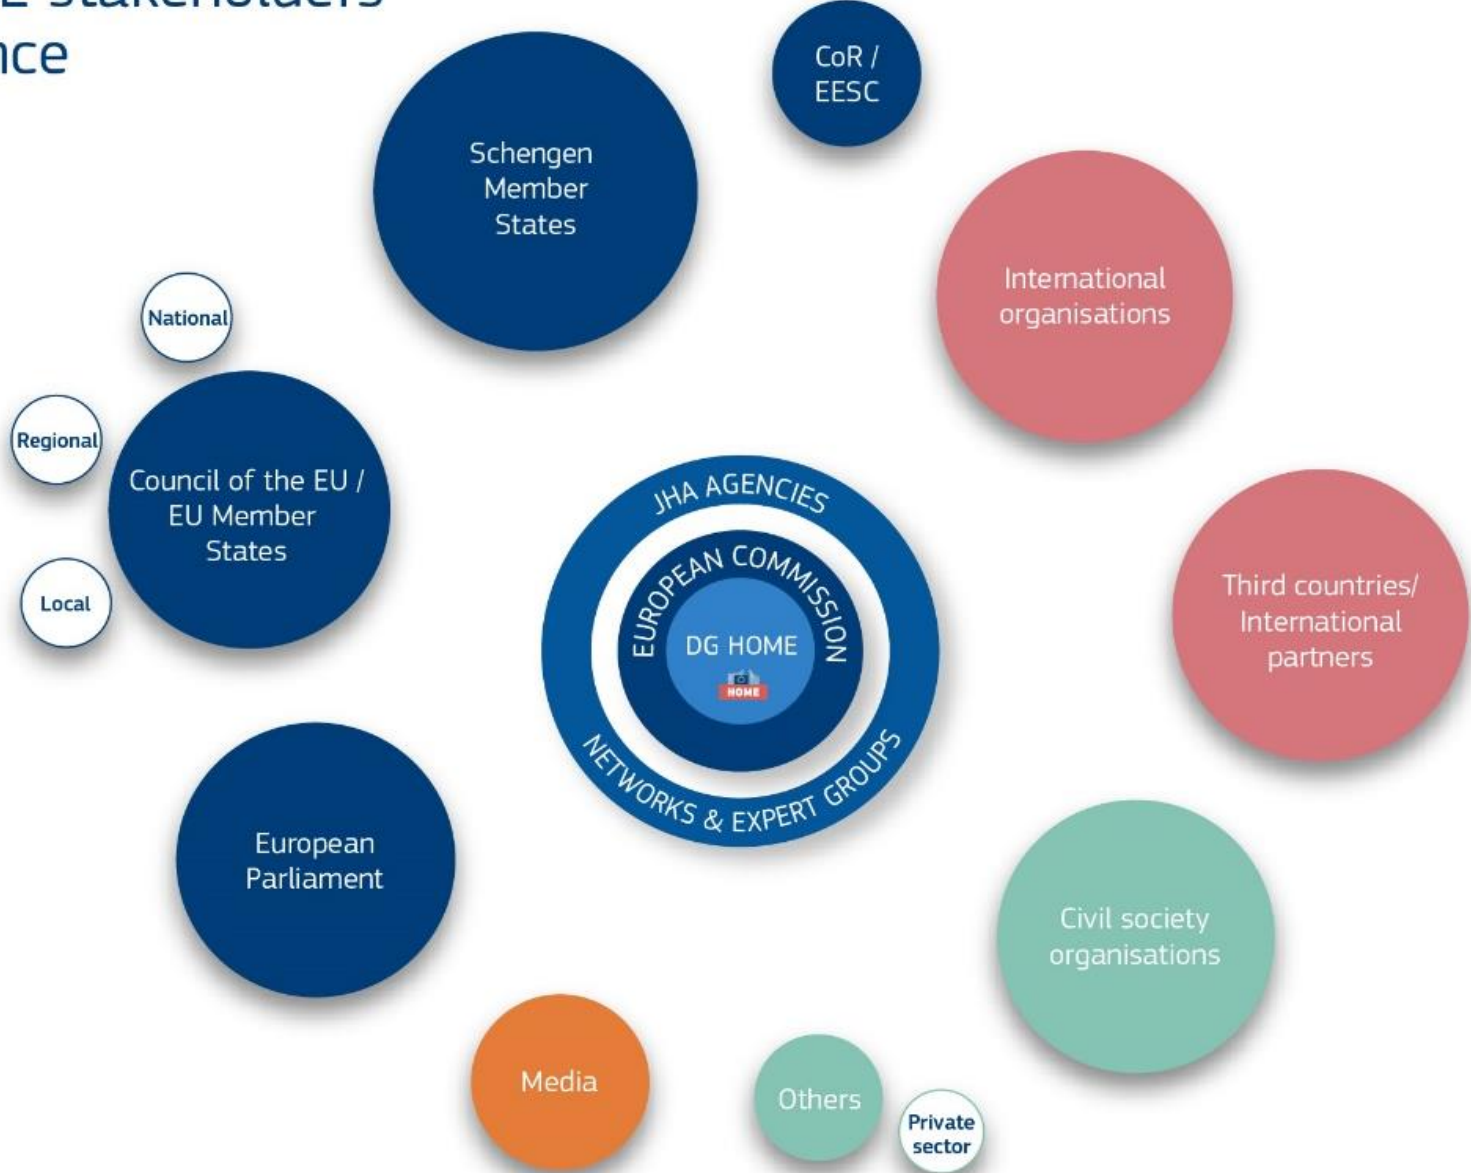 stakeholders
CoR /
EESC
Schengen
Member
States
International
organisations
National
Regional
Council of the EU /
EU Member
States
Local
JHA AGENCIES
EUROPEAN COMMISSION
DG HOME
HOME
NETWORKS & EXPERT GROUPS
Third countries/
International
partners
European
Parliament
Civil society
organisations
Media
Others
Private
sector